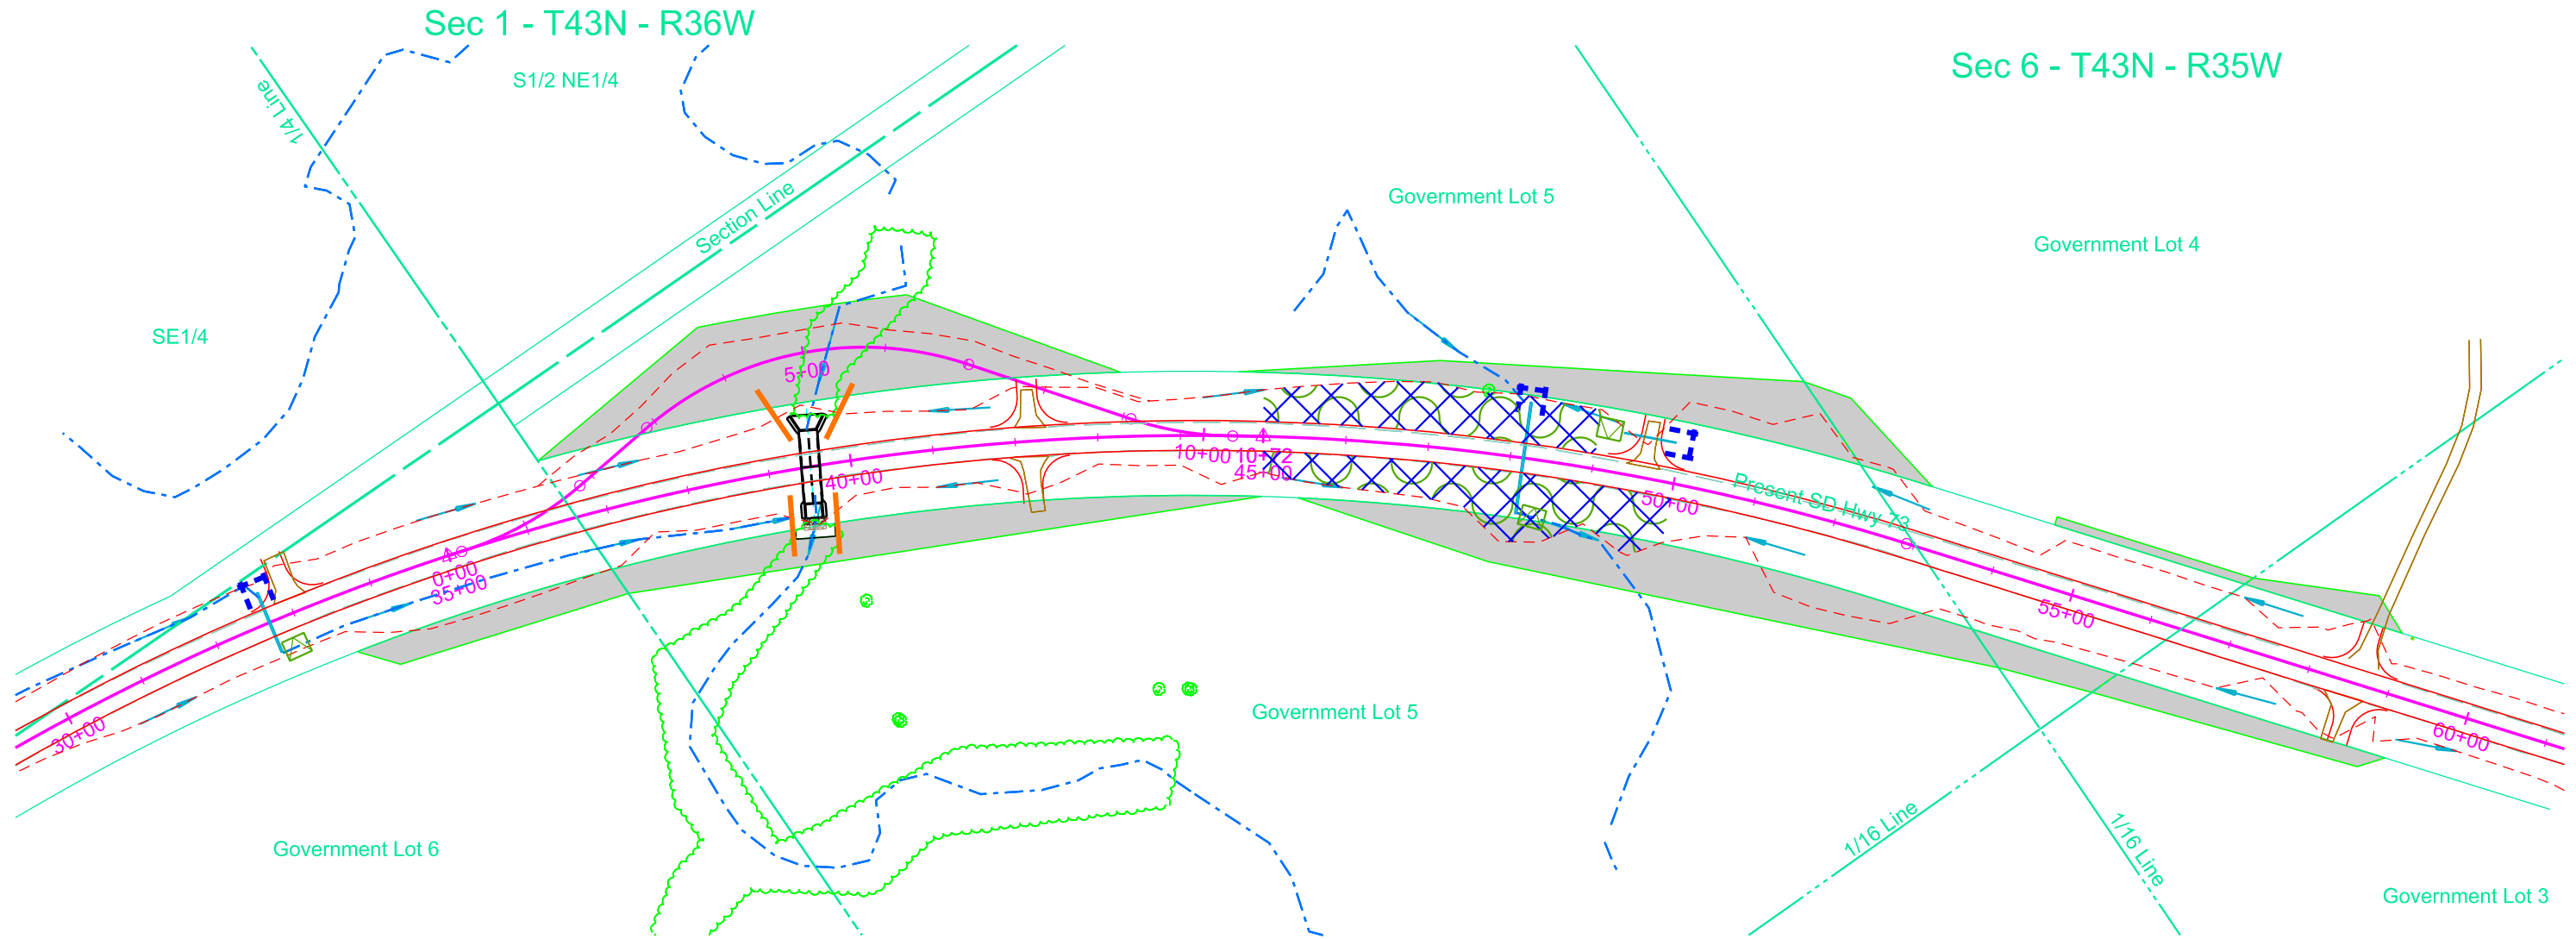 Sec 1 - T43N - R36W
Sec 6 - T43N - R35W
S1/2 NE1/4
1/4 Line
Section Line
Government Lot 5
Government Lot 4
SE1/4
5+00
40+00
10+00
10+72
45+00
50+00
Present SD Hwy 73
0+00
35+00
55+00
30+00
60+00
Government Lot 5
Government Lot 6
1/16 Line
1/16 Line
Government Lot 3